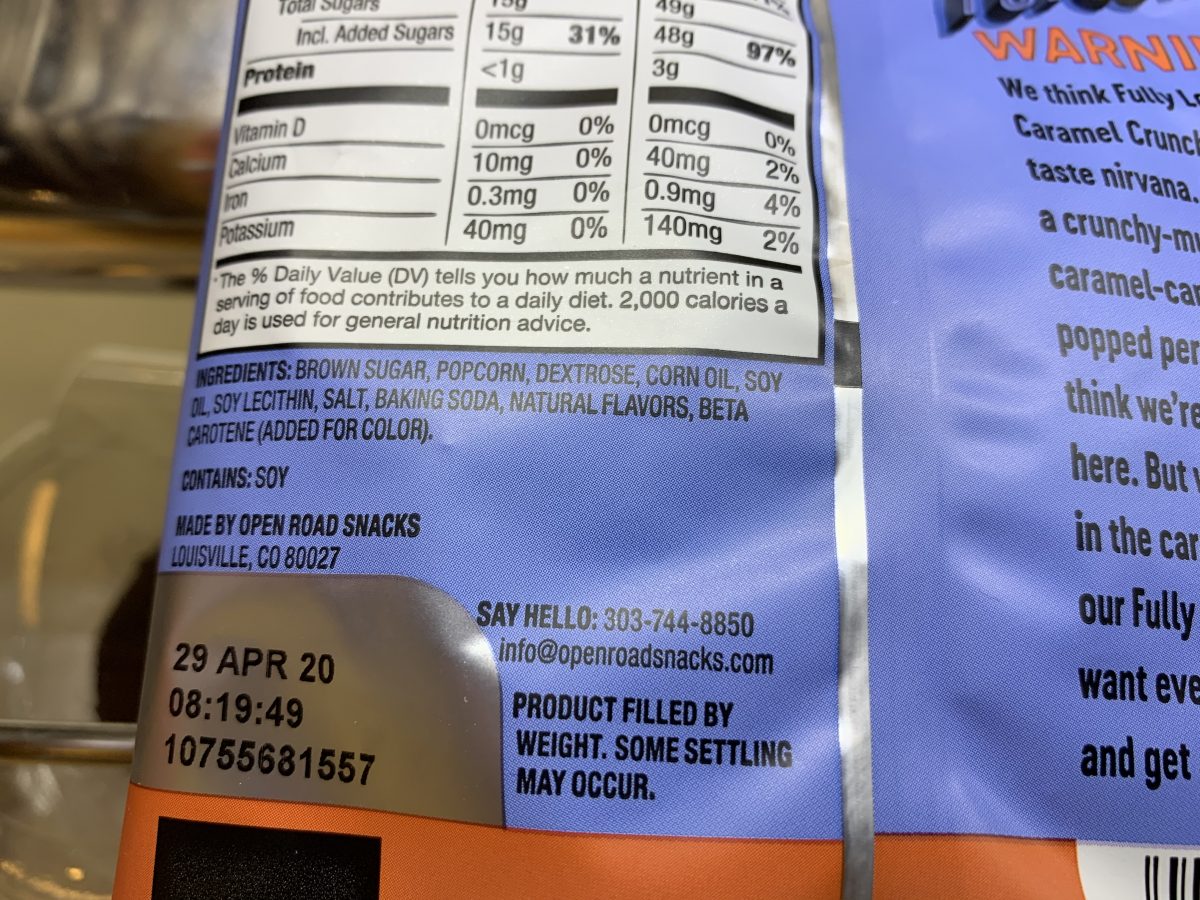 Total Sugars 49g
Incl. Added Sugars 15g 31% 48g 97%
Protein <1g 3g
Vitamin D 0mcg 0% 0mcg 0%
Calcium 10mg 0% 40mg 2%
Iron 0.3mg 0% 0.9mg 4%
Potassium 40mg 0% 140mg 2%
*The % Daily Value (DV) tells you how much a nutrient in a
serving of food contributes to a daily diet. 2,000 calories a
day is used for general nutrition advice.
INGREDIENTS: BROWN SUGAR, POPCORN, DEXTROSE, CORN OIL, SOY
OIL, SOY LECITHIN, SALT, BAKING SODA, NATURAL FLAVORS, BETA
CAROTENE (ADDED FOR COLOR).
CONTAINS: SOY
MADE BY OPEN ROAD SNACKS
LOUISVILLE, CO 80027
SAY HELLO: 303-744-8850
info@openroadsnacks.com
29 APR 20
08:19:49
10755681557
PRODUCT FILLED BY
WEIGHT. SOME SETTLING
MAY OCCUR.
WARNI
We think Fully Lo
Caramel Crunch
taste nirvana.
a crunchy-mu
caramel-car
popped per
think we're
here. But
in the car
our Fully
want eve
and get